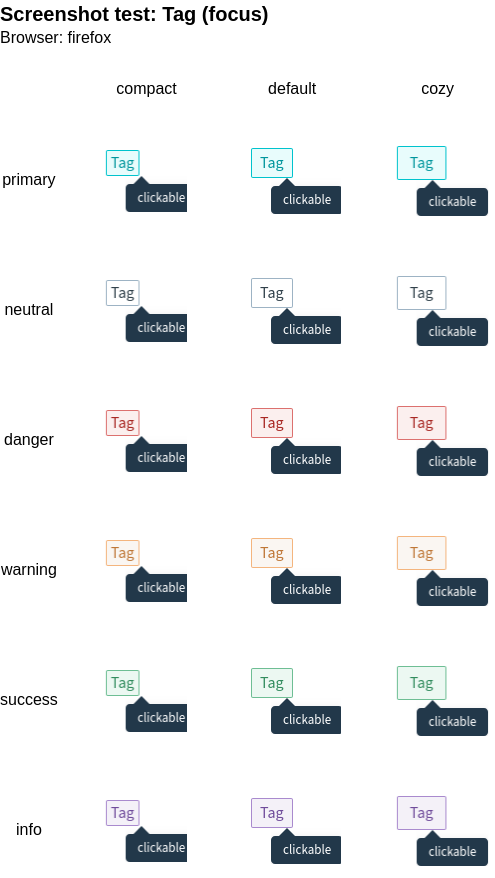 Screenshot test: Tag (focus)
Browser: firefox
compact default cozy
primary Tag Tag Tag
clickable clickable clickable
neutral Tag Tag Tag
clickable clickable clickable
danger Tag Tag Tag
clickable clickable clickable
warning Tag Tag Tag
clickable clickable clickable
success Tag Tag Tag
clickable clickable clickable
info Tag Tag Tag
clickable clickable clickable